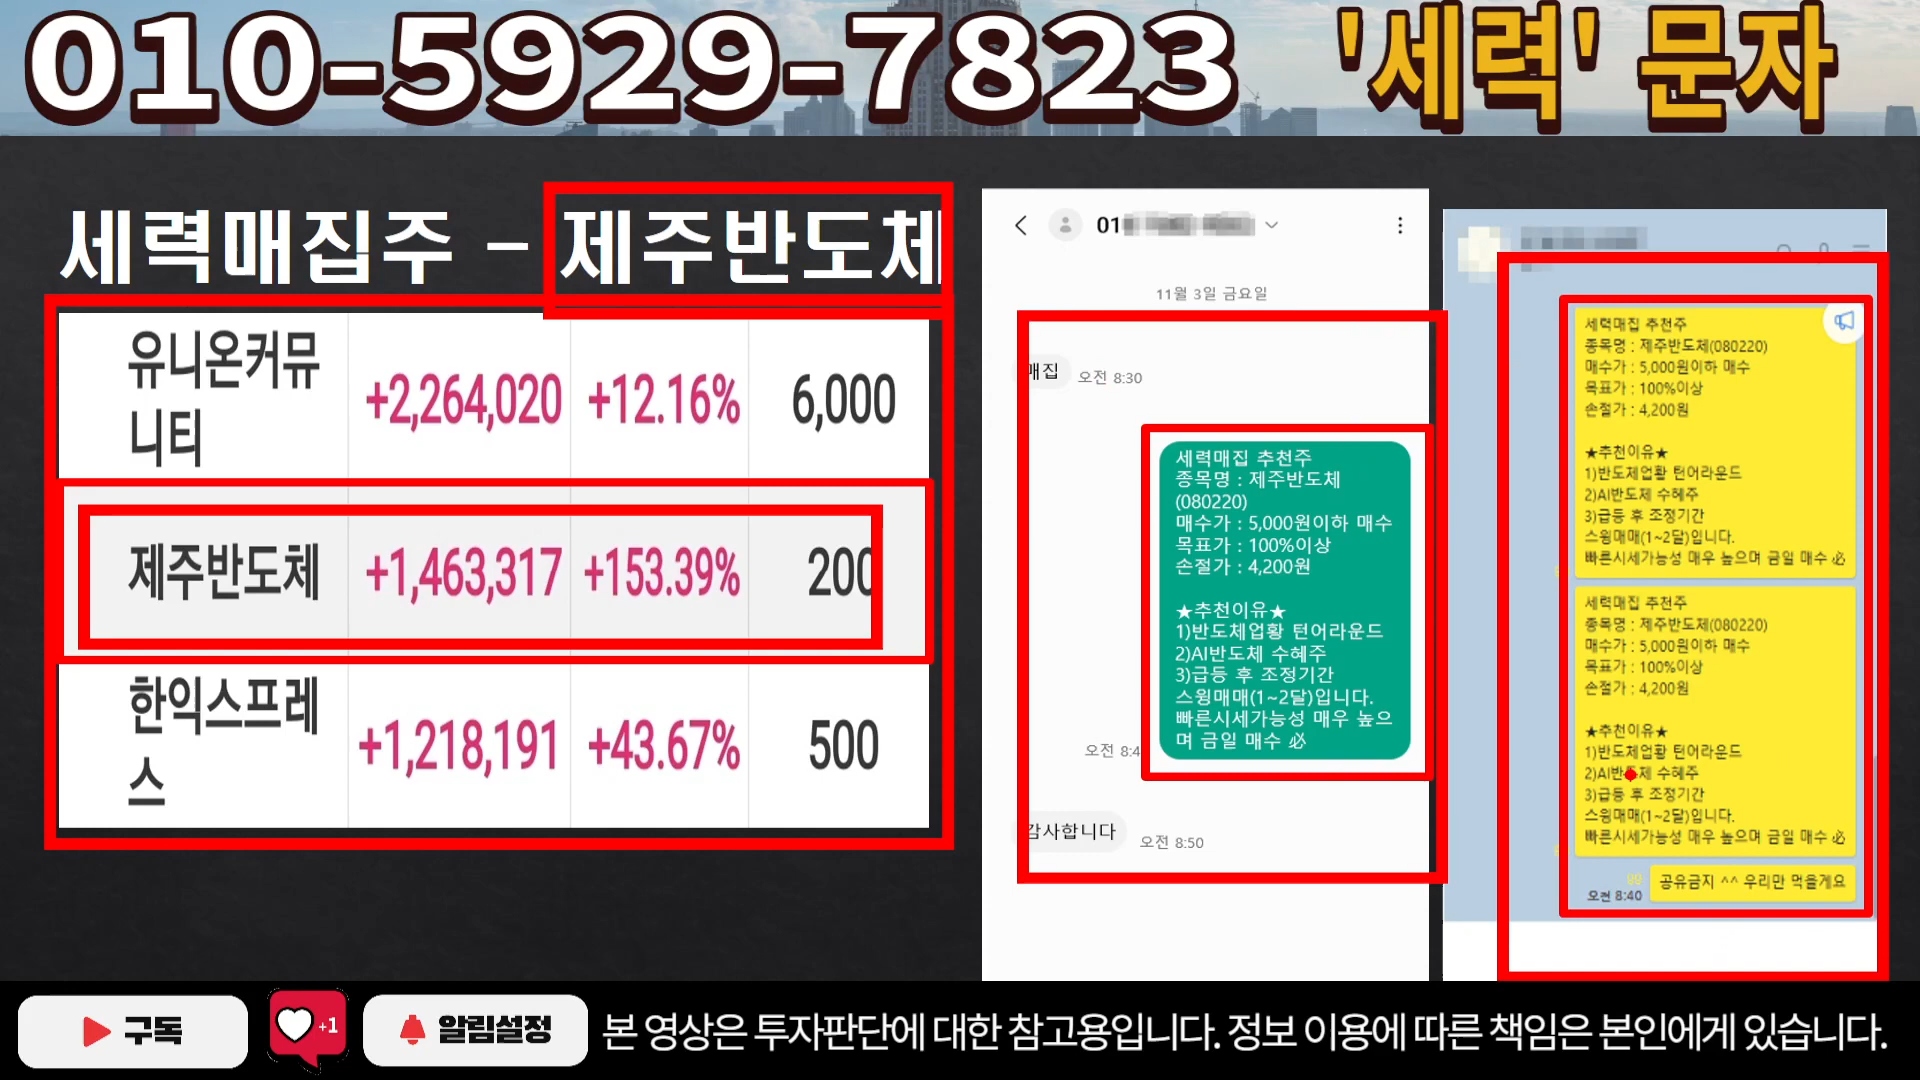 010-5929-7823 '세력' 문자
세력매집주 - 제주반도체
유니온커뮤
니티
+2,264,020 +12.16% 6,000
제주반도체 +1,463,317 +153.39% 200
한익스프레
스
+1,218,191 +43.67% 500
01
11월 3일 금요일
매집 오전 8:30
세력매집 추천주
종목명 : 제주반도체
(080220)
매수가 : 5,000원이하 매수
목표가 : 100%이상
손절가 : 4,200원
★추천이유★
1)반도체업황 턴어라운드
2)AI반도체 수혜주
3)급등 후 조정기간
스윙매매(1~2달)입니다.
빠른시세가능성 매우 높으
며 금일 매수 必
오전 8:4
감사합니다 오전 8:50
세력매집 추천주
종목명 : 제주반도체(080220)
매수가 : 5,000원이하 매수
목표가 : 100%이상
손절가 : 4,200원
★추천이유★
1)반도체업황 턴어라운드
2)AI반도체 수혜주
3)급등 후 조정기간
스윙매매(1~2달)입니다.
빠른시세가능성 매우 높으며 금일 매수 必
세력매집 추천주
종목명 : 제주반도체(080220)
매수가 : 5,000원이하 매수
목표가 : 100%이상
손절가 : 4,200원
★추천이유★
1)반도체업황 턴어라운드
2)AI반도체 수혜주
3)급등 후 조정기간
스윙매매(1~2달)입니다.
빠른시세가능성 매우 높으며 금일 매수 必
오전 8:40 공유금지 ^^ 우리만 먹을게요
구독 +1 알림설정 본 영상은 투자판단에 대한 참고용입니다. 정보 이용에 따른 책임은 본인에게 있습니다.